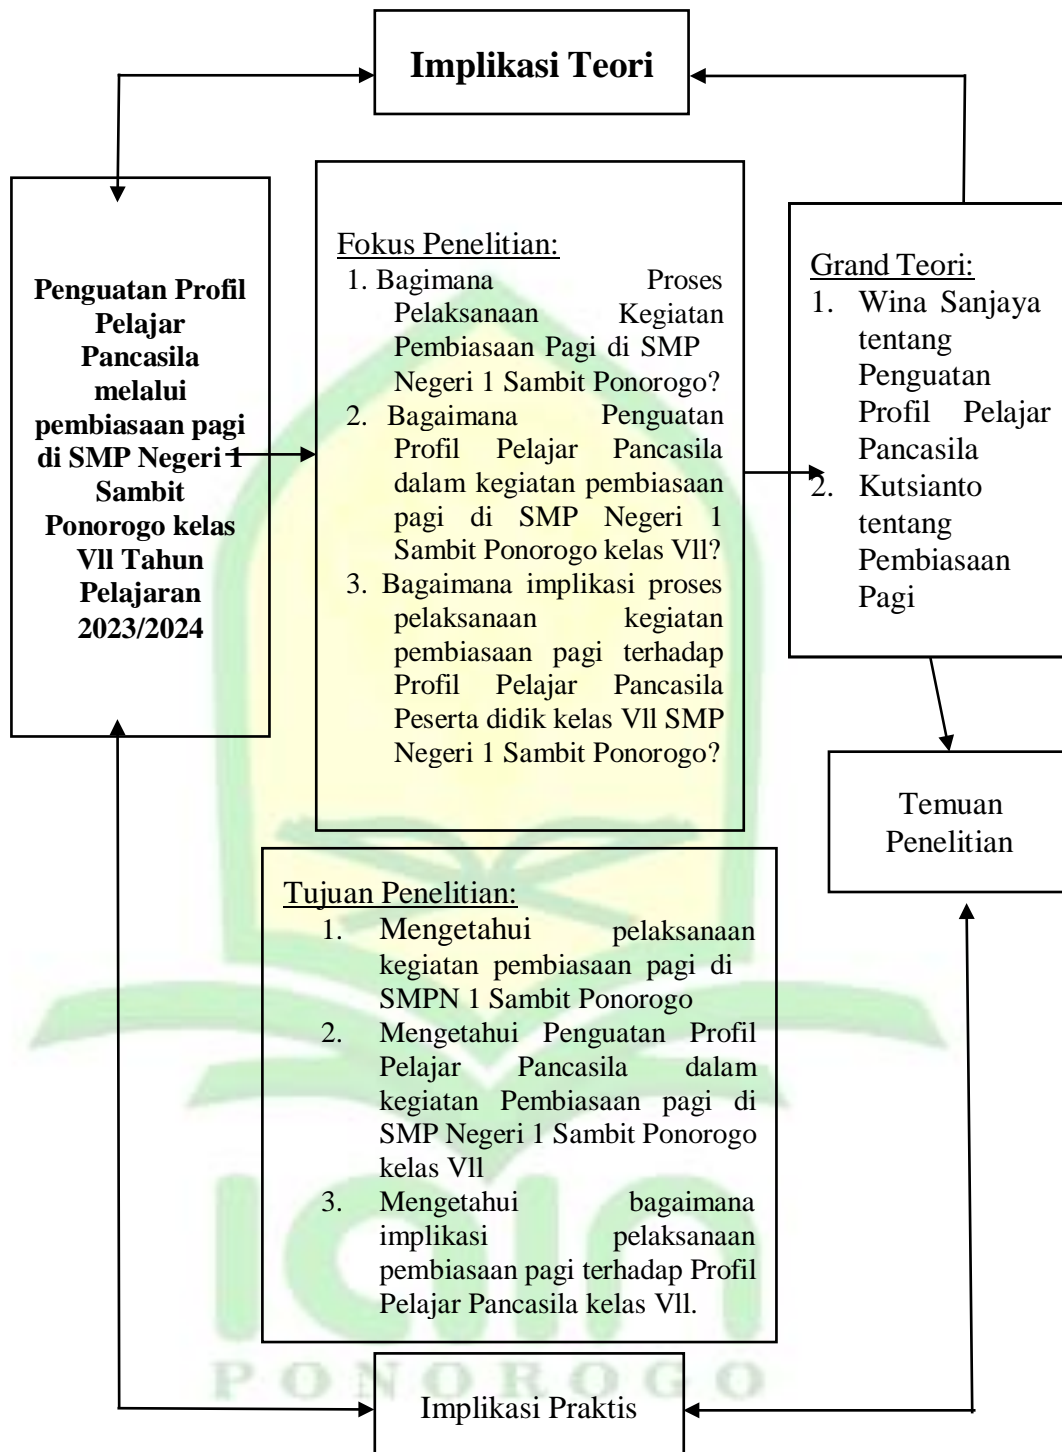 Implikasi Teori
Penguatan Profil
Pelajar
Pancasila
melalui
pembiasaan pagi
di SMP Negeri 1
Sambit
Ponorogo kelas
Vll Tahun
Pelajaran
2023/2024
Fokus Penelitian:
1. Bagimana Proses
Pelaksanaan Kegiatan
Pembiasaan Pagi di SMP
Negeri 1 Sambit Ponorogo?
2. Bagaimana Penguatan
Profil Pelajar Pancasila
dalam kegiatan pembiasaan
pagi di SMP Negeri 1
Sambit Ponorogo kelas Vll?
3. Bagaimana implikasi proses
pelaksanaan kegiatan
pembiasaan pagi terhadap
Profil Pelajar Pancasila
Peserta didik kelas Vll SMP
Negeri 1 Sambit Ponorogo?
Grand Teori:
1. Wina Sanjaya
tentang
Penguatan
Profil Pelajar
Pancasila
2. Kutsianto
tentang
Pembiasaan
Pagi
Temuan
Penelitian
Tujuan Penelitian:
1. Mengetahui pelaksanaan
kegiatan pembiasaan pagi di
SMPN 1 Sambit Ponorogo
2. Mengetahui Penguatan Profil
Pelajar Pancasila dalam
kegiatan Pembiasaan pagi di
SMP Negeri 1 Sambit Ponorogo
kelas Vll
3. Mengetahui bagaimana
implikasi pelaksanaan
pembiasaan pagi terhadap Profil
Pelajar Pancasila kelas Vll.
Implikasi Praktis
iain
PONOROGO